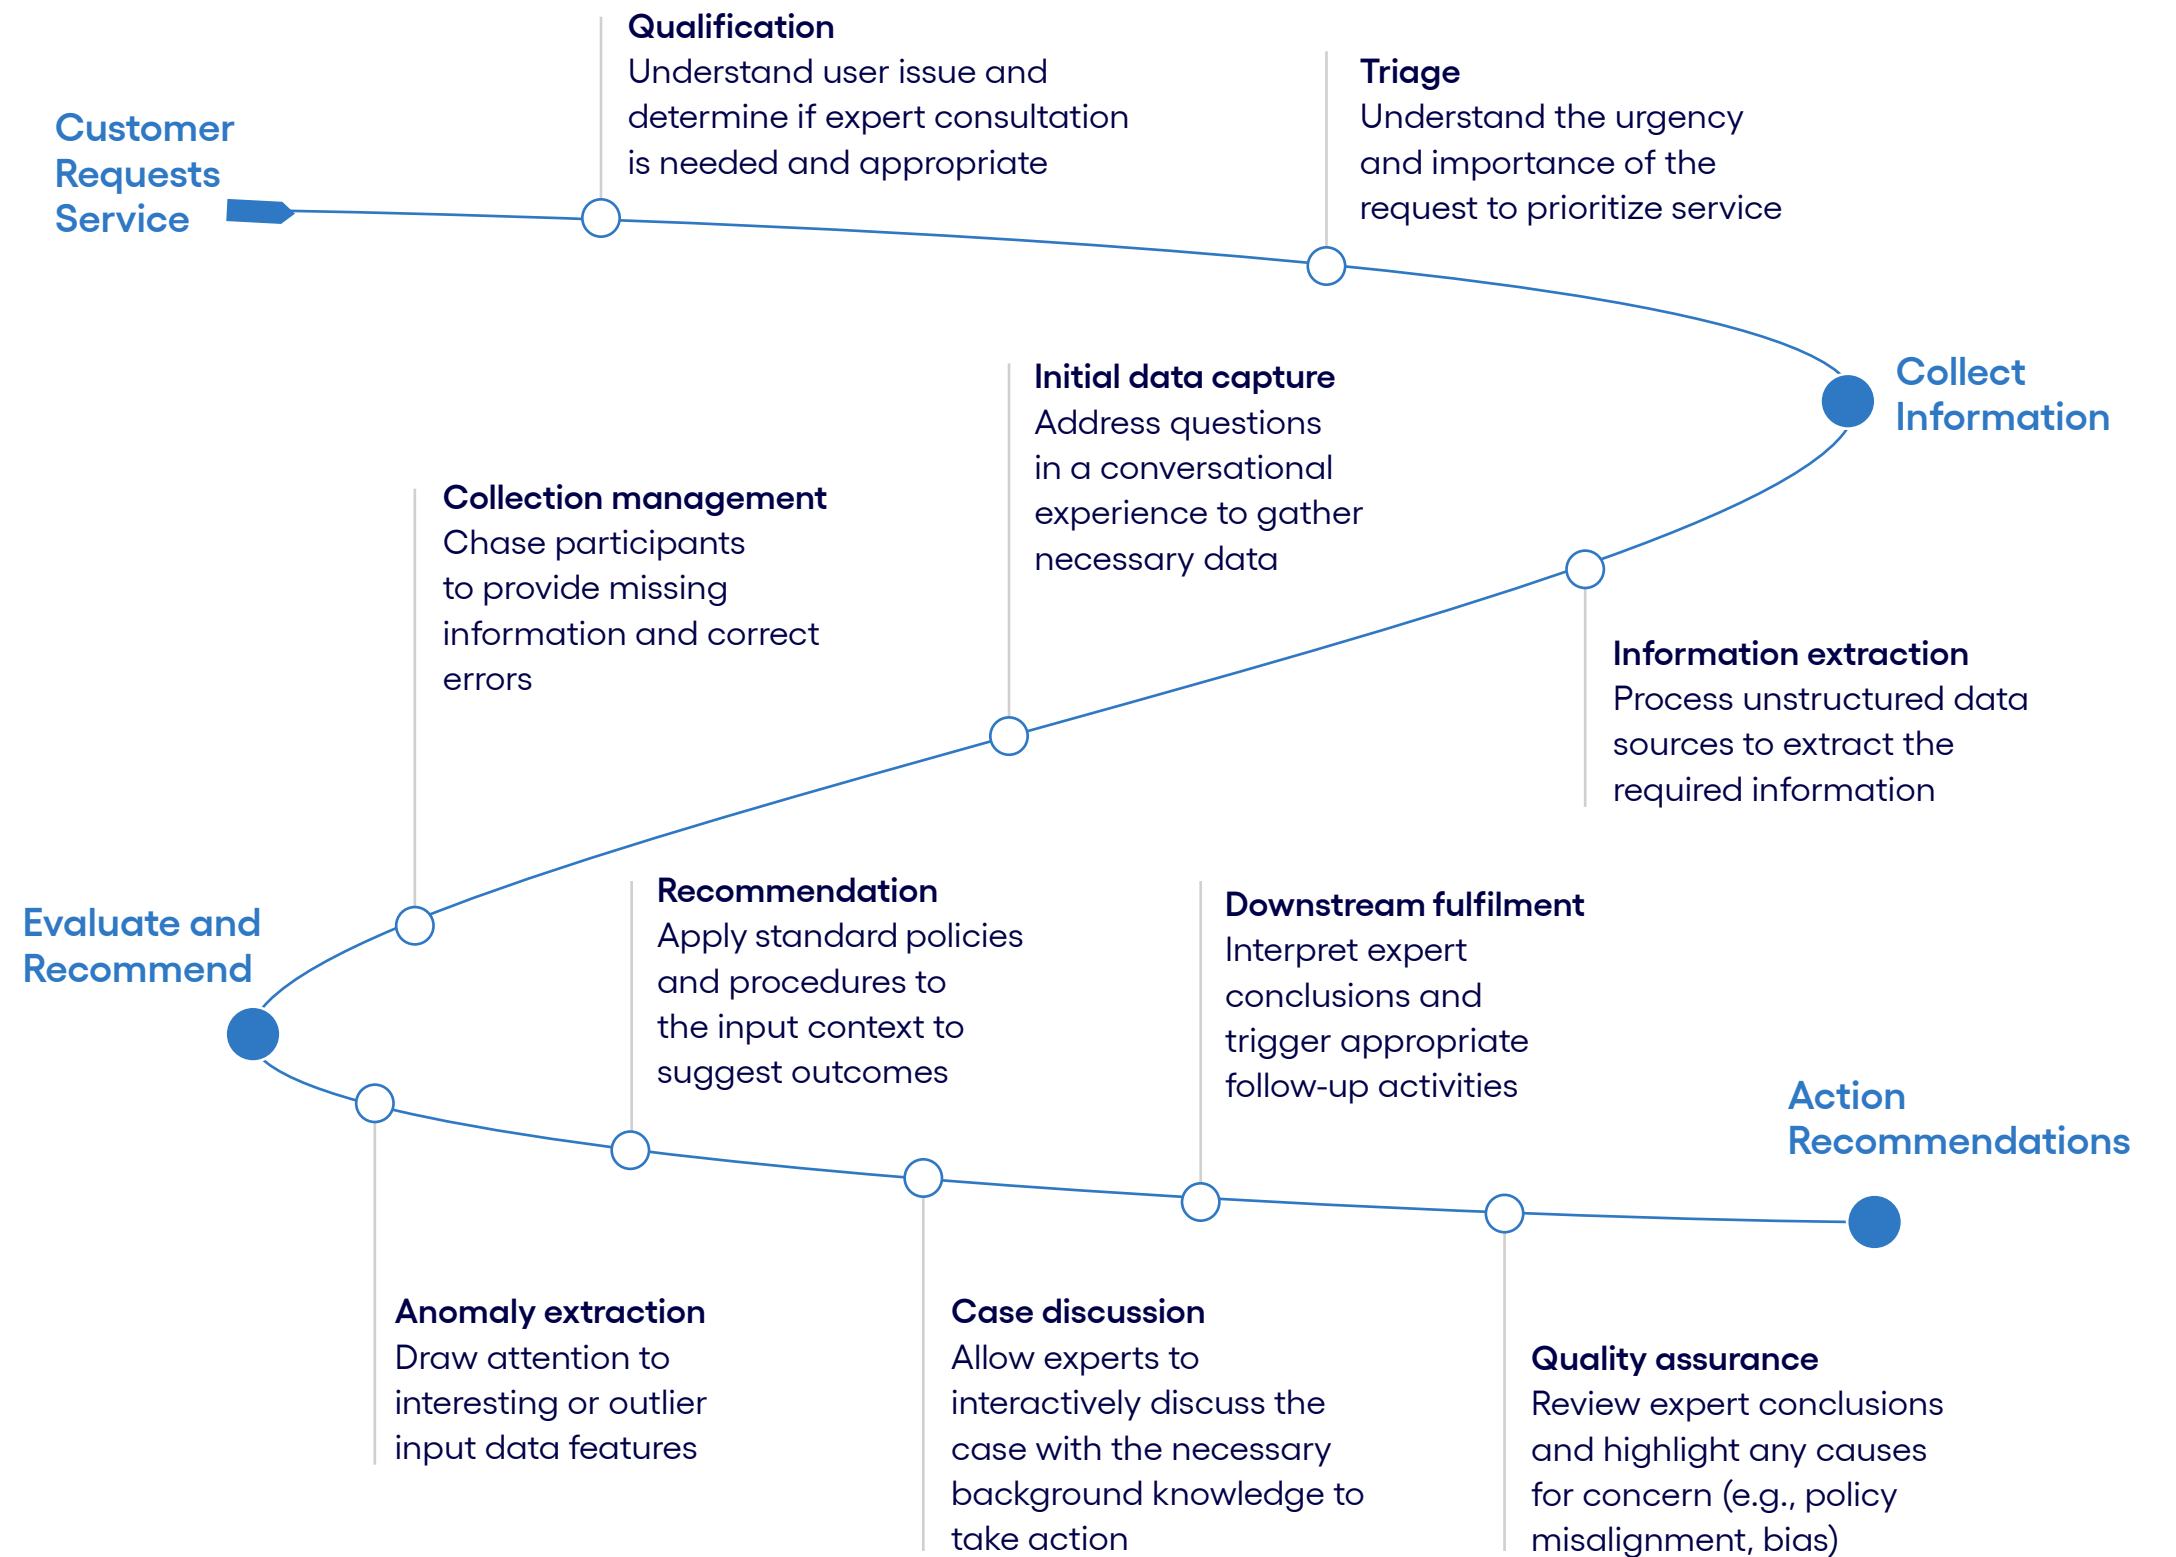 Customer
Requests
Service
Qualification
Understand user issue and
determine if expert consultation
is needed and appropriate
Triage
Understand the urgency
and importance of the
request to prioritize service
Collect
Information
Information extraction
Process unstructured data
sources to extract the
required information
Initial data capture
Address questions
in a conversational
experience to gather
necessary data
Collection management
Chase participants
to provide missing
information and correct
errors
Evaluate and
Recommend
Anomaly extraction
Draw attention to
interesting or outlier
input data features
Recommendation
Apply standard policies
and procedures to
the input context to
suggest outcomes
Case discussion
Allow experts to
interactively discuss the
case with the necessary
background knowledge to
take action
Downstream fulfilment
Interpret expert
conclusions and
trigger appropriate
follow-up activities
Quality assurance
Review expert conclusions
and highlight any causes
for concern (e.g., policy
misalignment, bias)
Action
Recommendations